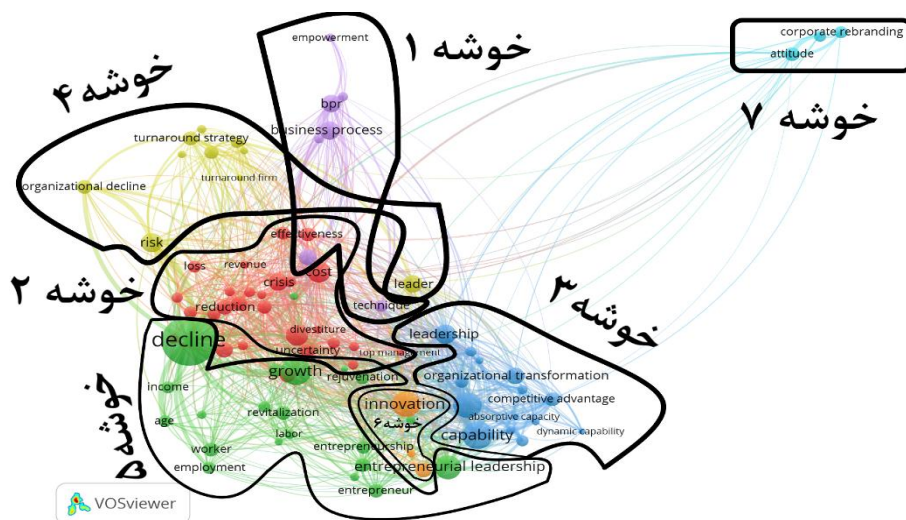 empowerment
خوشه ۱
corporate rebranding
attitude
خوشه ۷
خوشه ۴
bpr
business process
turnaround strategy
turnaround firm
organizational decline
risk
effectiveness
loss
revenue
cost
crisis
leader
خوشه ۲
reduction
technique
خوشه ۳
decline
divestiture
leadership
uncertainty
top management
growth
rejuvenation
organizational transformation
خوشه ۵
income
competitive advantage
innovation
age
revitalization
absorptive capacity
خوشه ۶
labor
capability
dynamic capability
worker
entrepreneurship
employment
entrepreneurial leadership
entrepreneur
VOSviewer